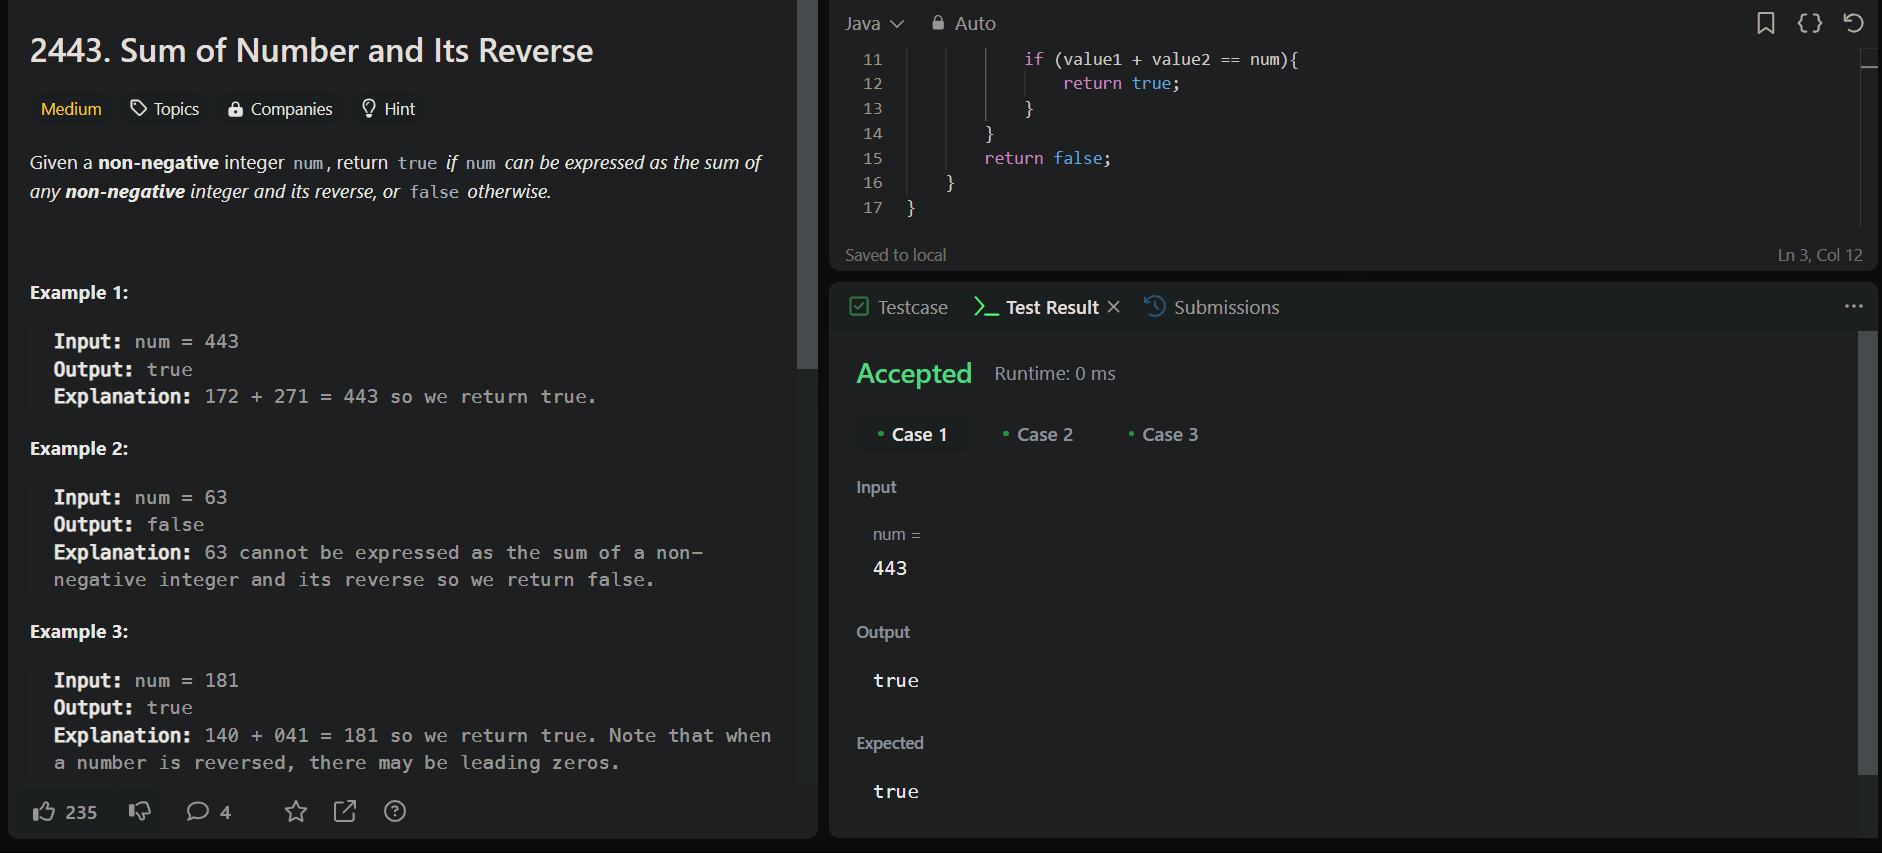 2443. Sum of Number and Its Reverse
Medium Topics Companies Hint
Given a non-negative integer num, return true if num can be expressed as the sum of
any non-negative integer and its reverse, or false otherwise.
Example 1:
Input: num = 443
Output: true
Explanation: 172 + 271 = 443 so we return true.
Example 2:
Input: num = 63
Output: false
Explanation: 63 cannot be expressed as the sum of a non-
negative integer and its reverse so we return false.
Example 3:
Input: num = 181
Output: true
Explanation: 140 + 041 = 181 so we return true. Note that when
a number is reversed, there may be leading zeros.
235 4
Java Auto
11 if (value1 + value2 == num){
12 return true;
13 }
14 }
15 return false;
16 }
17 }
Saved to local Ln 3, Col 12
Testcase >_ Test Result Submissions
Accepted Runtime: 0 ms
• Case 1 • Case 2 • Case 3
Input
num =
443
Output
true
Expected
true